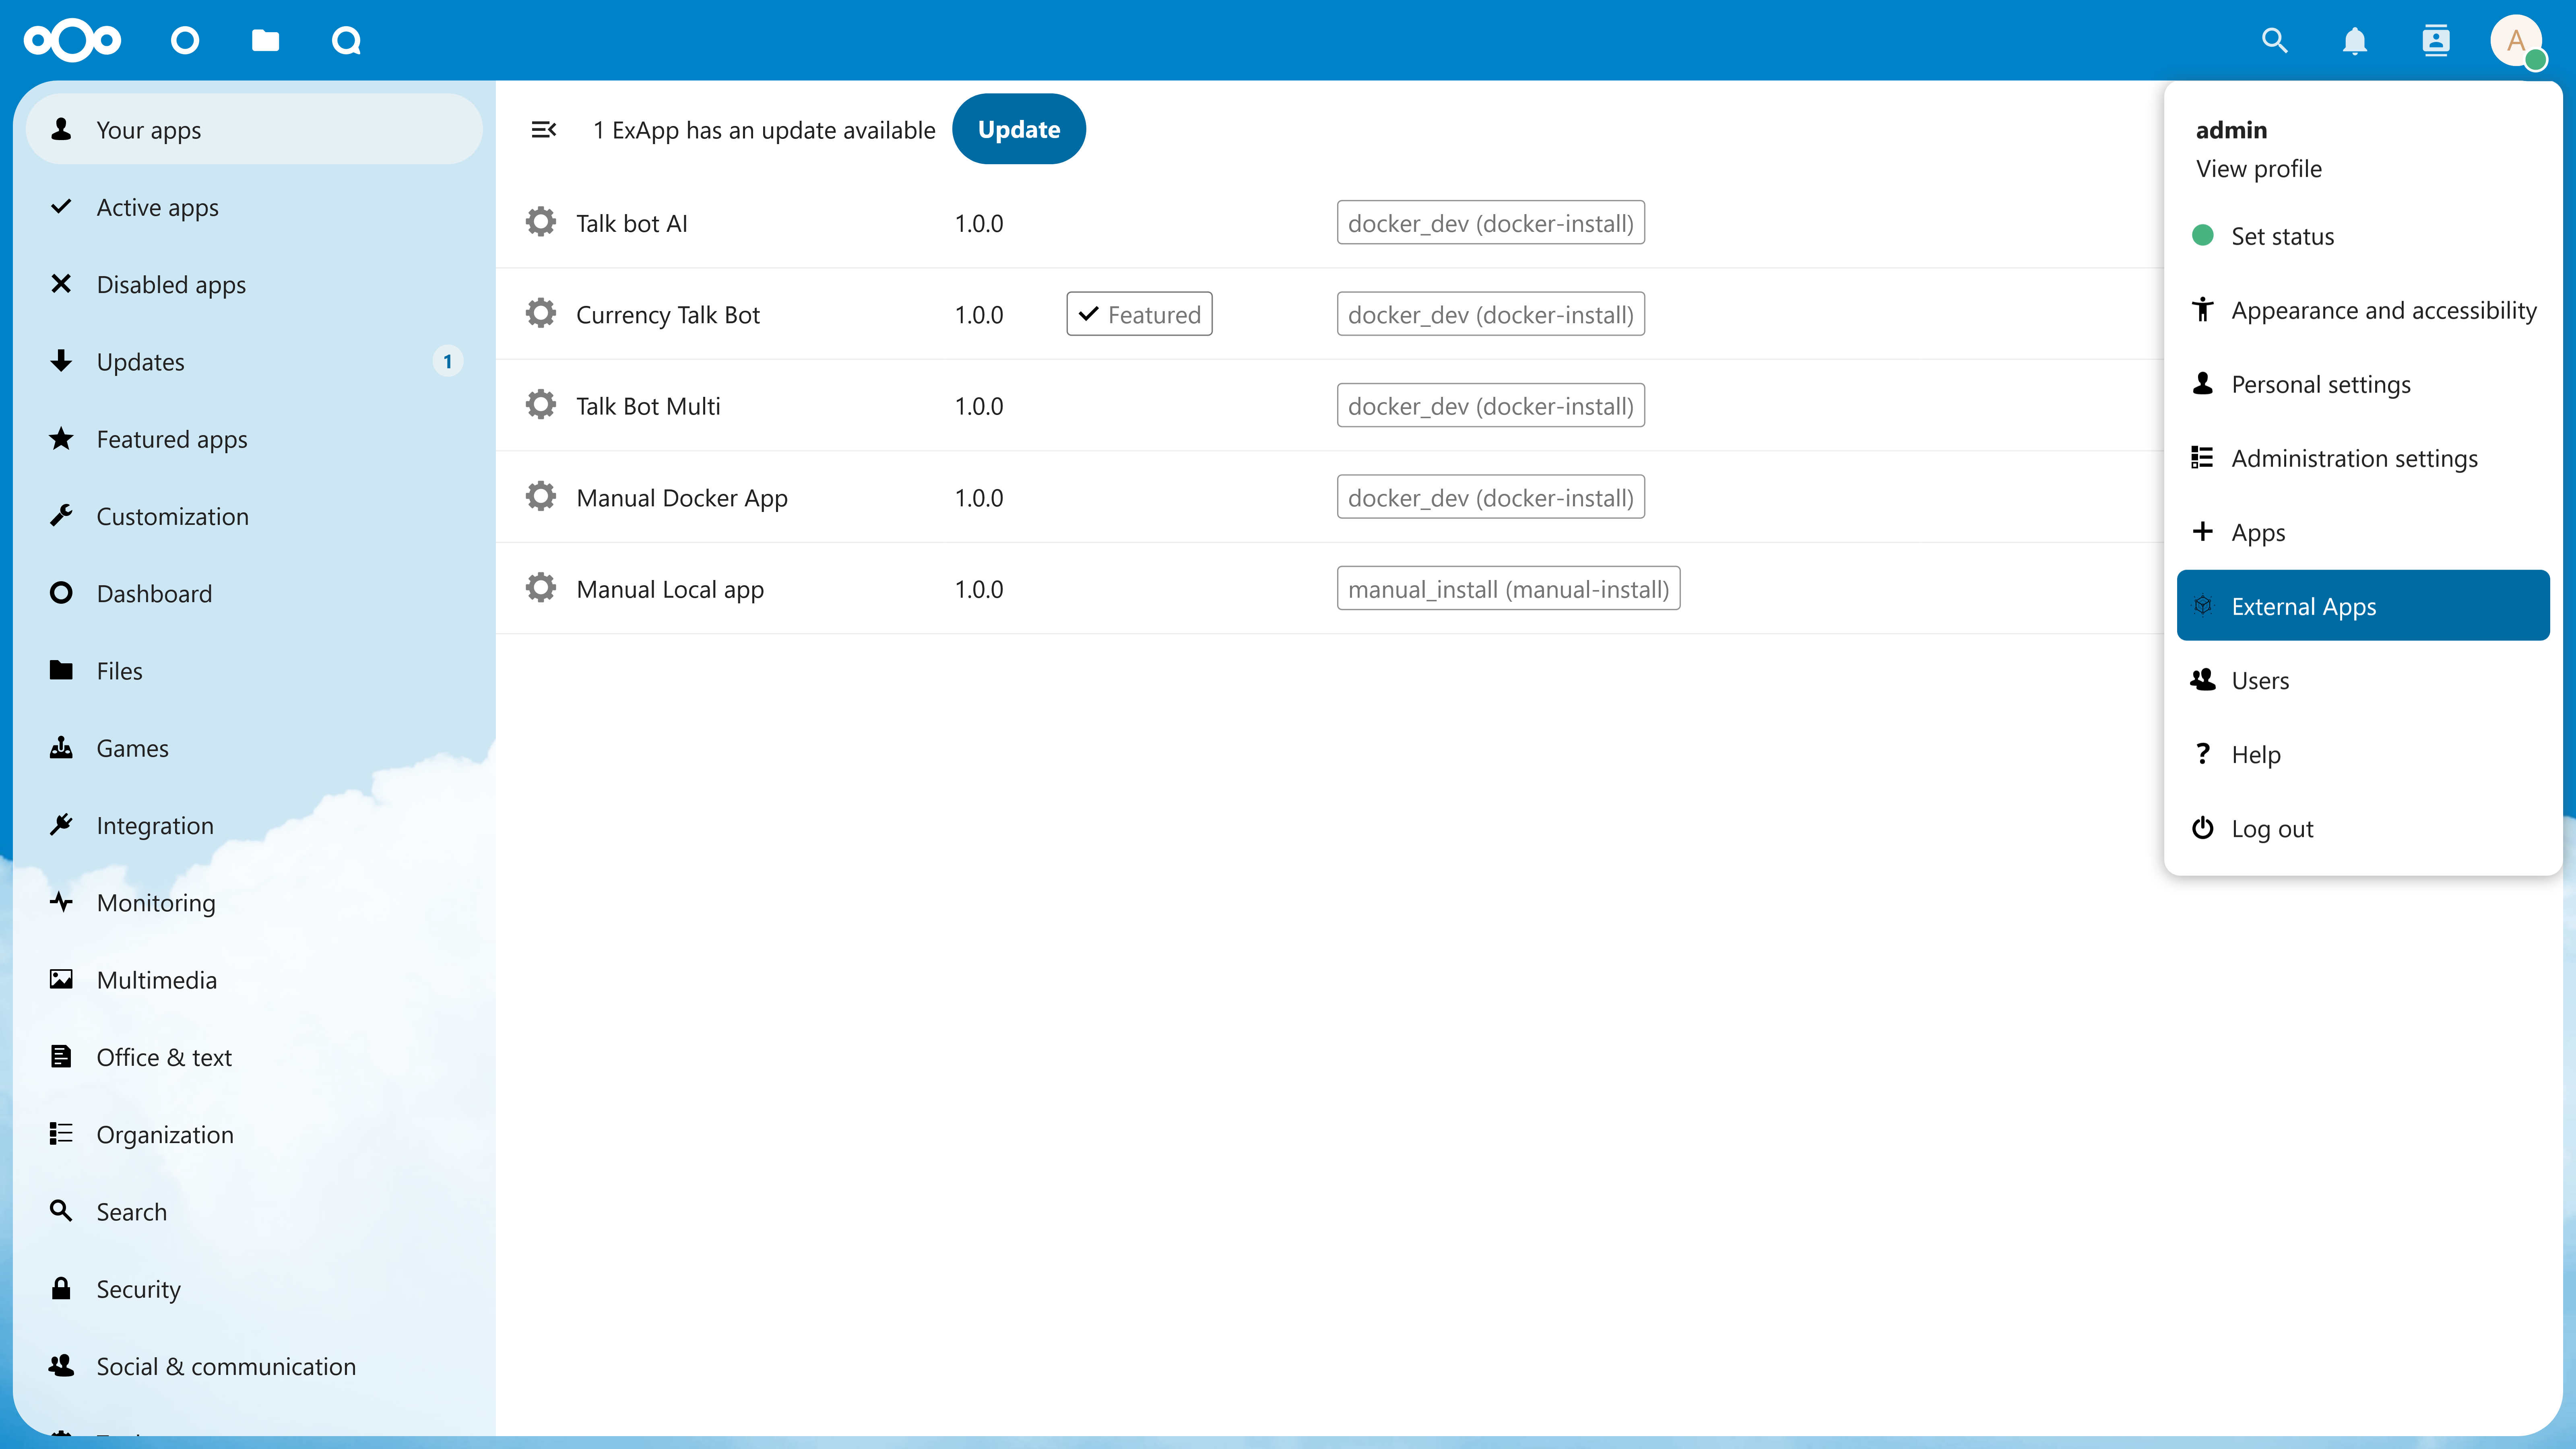 A
Your apps
Active apps
Disabled apps
Updates 1
Featured apps
Customization
Dashboard
Files
Games
Integration
Monitoring
Multimedia
Office & text
Organization
Search
Security
Social & communication
1 ExApp has an update available Update
Talk bot AI 1.0.0 docker_dev (docker-install)
Currency Talk Bot 1.0.0 Featured docker_dev (docker-install)
Talk Bot Multi 1.0.0 docker_dev (docker-install)
Manual Docker App 1.0.0 docker_dev (docker-install)
Manual Local app 1.0.0 manual_install (manual-install)
admin
View profile
Set status
Appearance and accessibility
Personal settings
Administration settings
Apps
External Apps
Users
Help
Log out